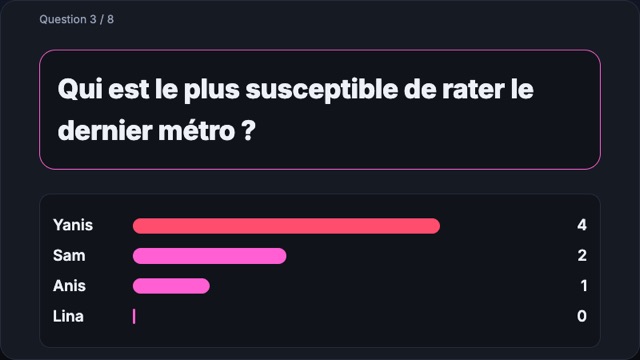 Question 3 / 8
Qui est le plus susceptible de rater le
dernier métro ?
Yanis 4
Sam 2
Anis 1
Lina 0